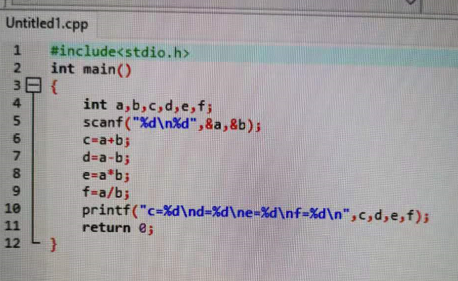 Untitled1.cpp
1 #include<stdio.h>
2 int main()
3 {
4 int a,b,c,d,e,f;
5 scanf("%d\n%d",&a,&b);
6 c=a+b;
7 d=a-b;
8 e=a*b;
9 f=a/b;
10 printf("c=%d\nd=%d\ne=%d\nf=%d\n",c,d,e,f);
11 return 0;
12 }